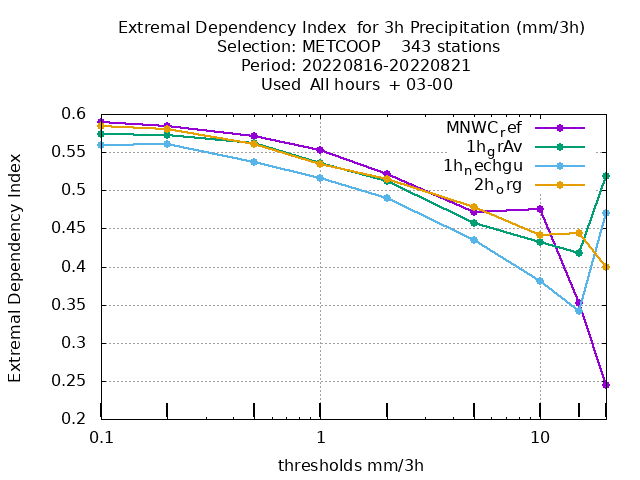 Extremal Dependency Index  for 3h Precipitation (mm/3h)
Selection: METCOOP    343 stations
Period: 20220816-20220821
Used  All hours  + 03-00
Extremal Dependency Index
0.6
0.55
0.5
0.45
0.4
0.35
0.3
0.25
0.2
MNWC_ref
1h_grAv
1h_nechgu
2h_org
0.1 1 10
thresholds mm/3h